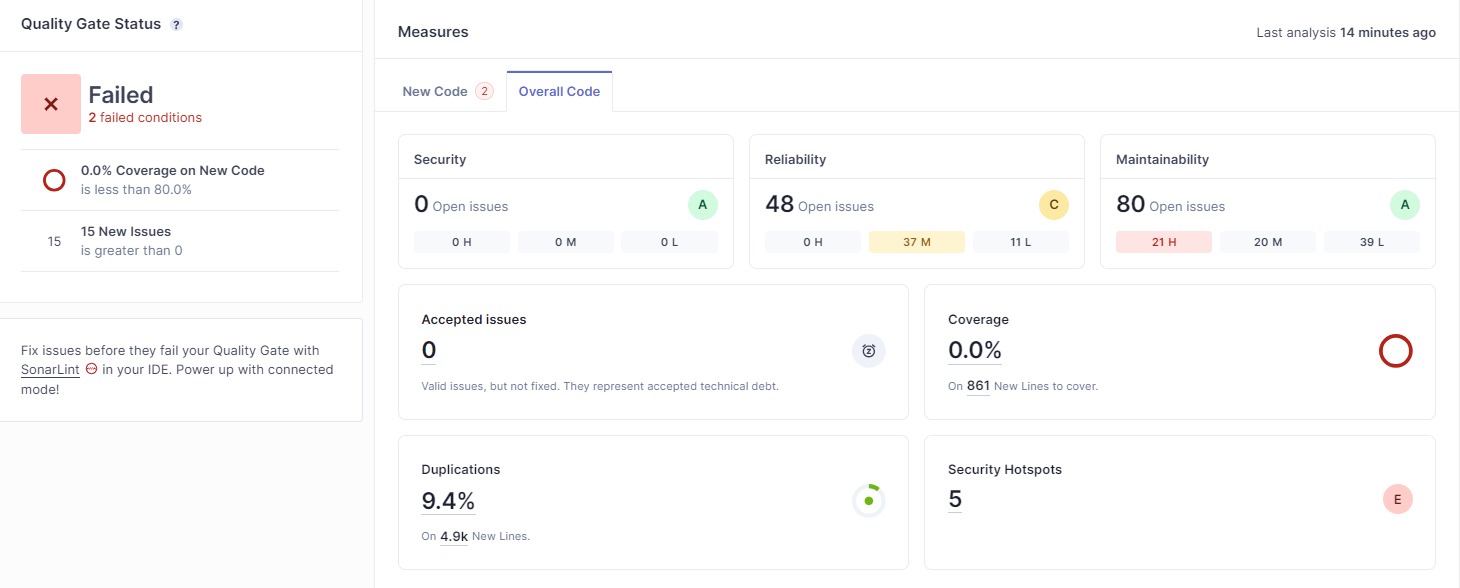 Quality Gate Status ?
Failed
2 failed conditions
0.0% Coverage on New Code
is less than 80.0%
15
15 New Issues
is greater than 0
Fix issues before they fail your Quality Gate with
SonarLint in your IDE. Power up with connected
mode!
Measures
Last analysis 14 minutes ago
New Code 2
Overall Code
Security
0 Open issues
A
0 H
0 M
0 L
Reliability
48 Open issues
C
0 H
37 M
11 L
Maintainability
80 Open issues
A
21 H
20 M
39 L
Accepted issues
0
Valid issues, but not fixed. They represent accepted technical debt.
Coverage
0.0%
On 861 New Lines to cover.
Duplications
9.4%
On 4.9k New Lines.
Security Hotspots
5
E